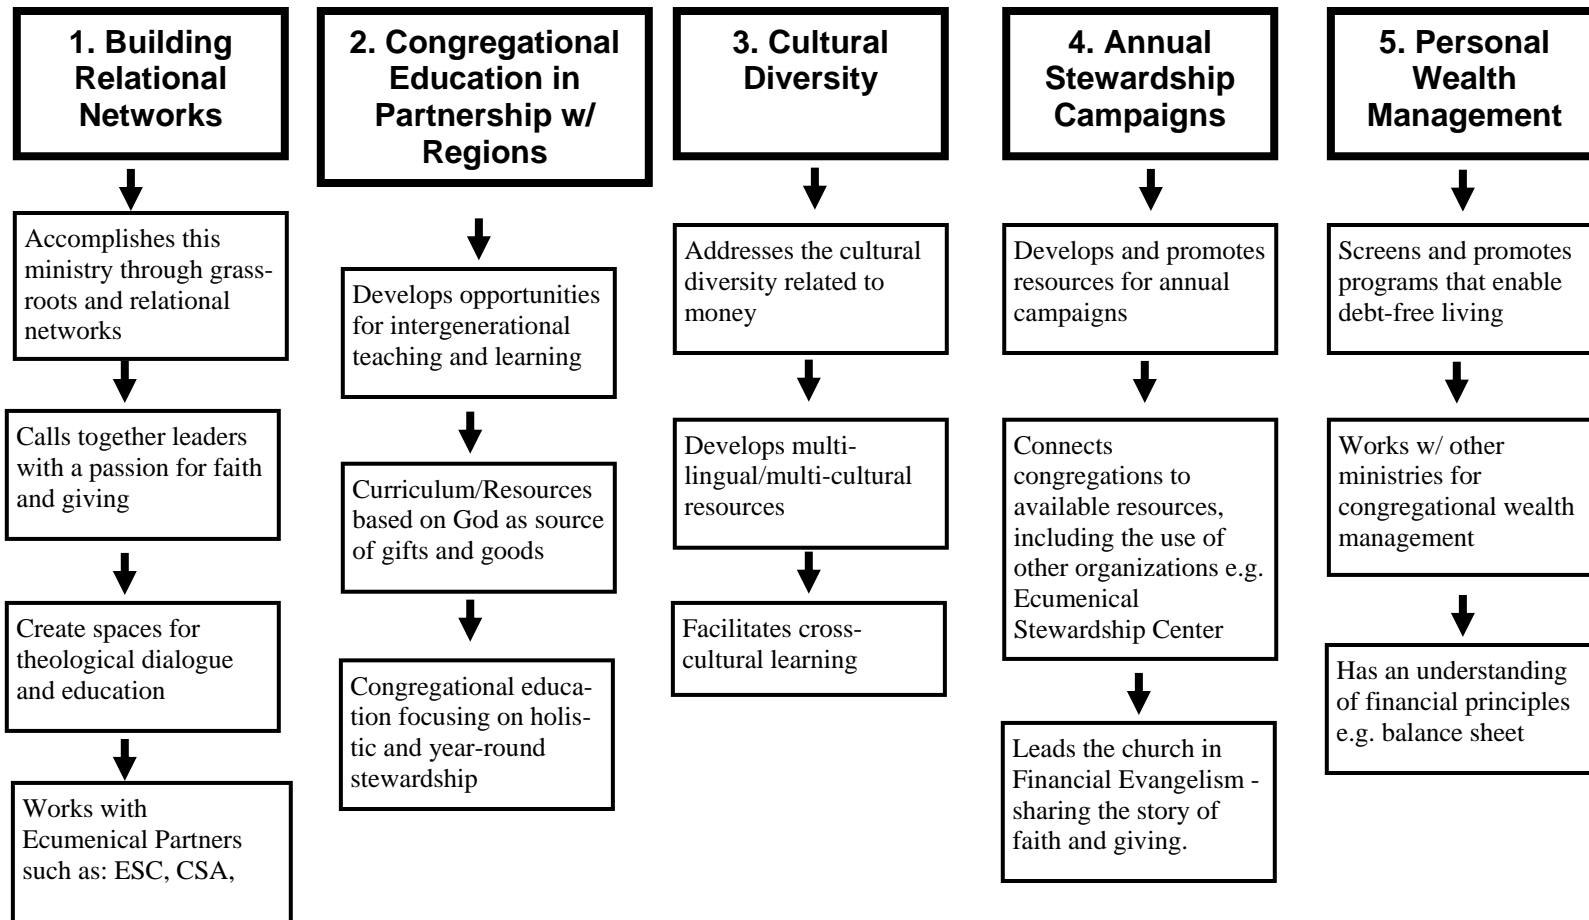 1. Building
Relational
Networks
Accomplishes this
ministry through grass-
roots and relational
networks
Calls together leaders
with a passion for faith
and giving
Create spaces for
theological dialogue
and education
Works with
Ecumenical Partners
such as: ESC, CSA,
2. Congregational
Education in
Partnership w/
Regions
Develops opportunities
for intergenerational
teaching and learning
Curriculum/Resources
based on God as source
of gifts and goods
Congregational educa-
tion focusing on holis-
tic and year-round
stewardship
3. Cultural
Diversity
Addresses the cultural
diversity related to
money
Develops multi-
lingual/multi-cultural
resources
Facilitates cross-
cultural learning
4. Annual
Stewardship
Campaigns
Develops and promotes
resources for annual
campaigns
Connects
congregations to
available resources,
including the use of
other organizations e.g.
Ecumenical
Stewardship Center
Leads the church in
Financial Evangelism -
sharing the story of
faith and giving.
5. Personal
Wealth
Management
Screens and promotes
programs that enable
debt-free living
Works w/ other
ministries for
congregational wealth
management
Has an understanding
of financial principles
e.g. balance sheet